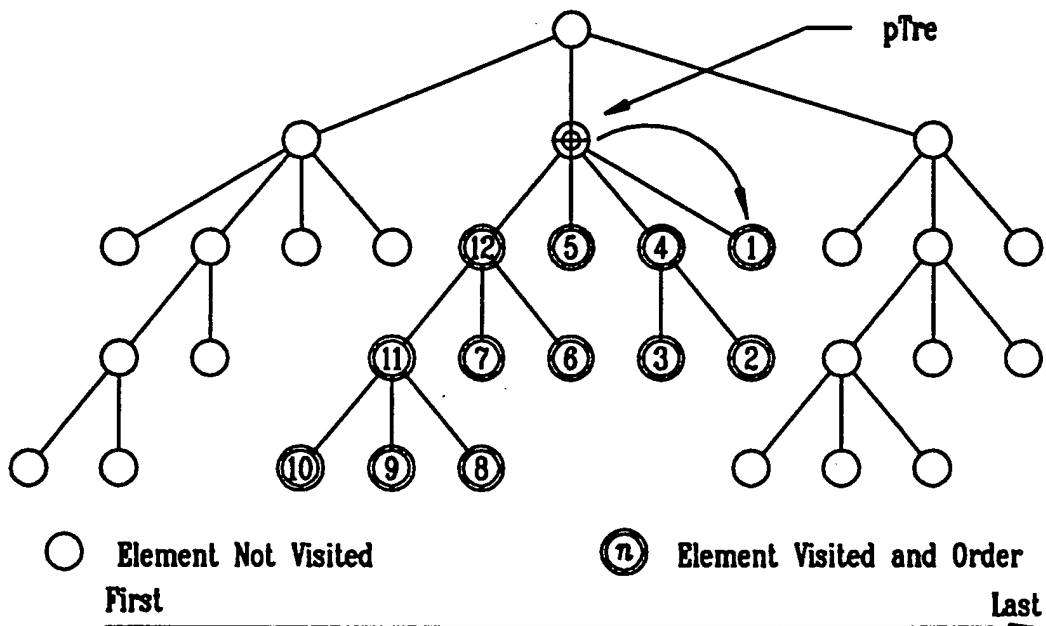 pTre
12 5 4 1
11 7 6 3 2
10 9 8
Element Not Visited
n Element Visited and Order
First Last